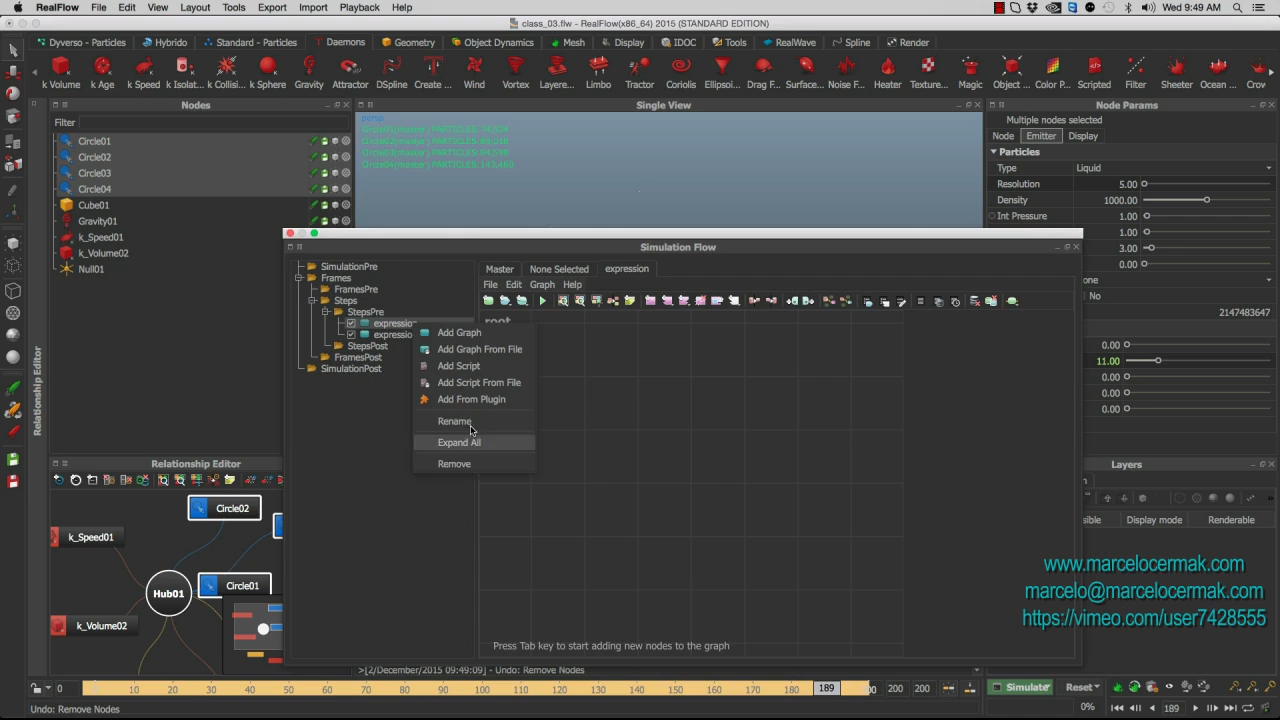 RealFlow File Edit View Layout Tools Export Import Playback Help Wed 9:49 AM
class_03.flw — RealFlow(x86_64) 2015 (STANDARD EDITION)
Dyverso - Particles Hybrido Standard - Particles Daemons Geometry Object Dynamics Mesh Display IDOC Tools RealWave Spline Render
k Volume k Age k Speed k Isolat... k Collisi... k Sphere Gravity Attractor DSpline Create ... Wind Vortex Layere... Limbo Tractor Coriolis Ellipsoi... Drag F... Surface... Noise F... Heater Texture... Magic Object ... Color P... Scripted Filter Sheeter Ocean ... Crow
Nodes
Single View
Node Params
Filter
persp
Multiple nodes selected
Circle01
Circle02
Circle03
Circle04
Cube01
Gravity01
k_Speed01
k_Volume02
Null01
Node Emitter Display
Particles
Type Liquid
Resolution 5.00
Density 1000.00
Int Pressure 1.00
1.00
3.00
0.00
No
2147483647
0.00
11.00
0.00
0.00
0.00
Simulation Flow
SimulationPre
Frames
FramesPre
Steps
StepsPre
StepsPost
FramesPost
SimulationPost
Master None Selected expression
File Edit Graph Help
root
Add Graph
Add Graph From File
Add Script
Add Script From File
Add From Plugin
Rename
Expand All
Remove
Press Tab key to start adding new nodes to the graph
Relationship Editor
Relationship Editor
Circle02
k_Speed01
Circle01
Hub01
k_Volume02
Layers
Display mode Renderable
www.marcelocermak.com
marcelo@marcelocermak.com
https://vimeo.com/user7428555
>[2/December/2015 09:49:09] - Undo: Remove Nodes
0 10 20 30 40 50 60 70 80 90 100 110 120 130 140 150 160 170 180 189 200 200
Simulate Reset
Undo: Remove Nodes
0% 189